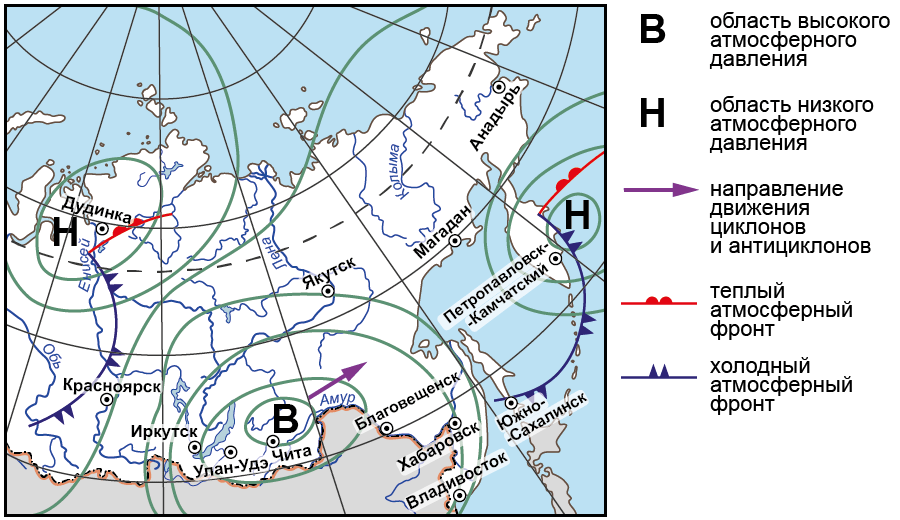 Анадырь
Колыма
Дудинка
Н
Енисей
Лена
Магадан
Н
Якутск
Петропавловск-
-Камчатский
Обь
Красноярск
В
Амур
Иркутск
Улан-Удэ
Чита
Благовещенск
Хабаровск
Южно-
-Сахалинск
Владивосток
В
область высокого
атмосферного
давления
Н
область низкого
атмосферного
давления
направление
движения
циклонов
и антициклонов
теплый
атмосферный
фронт
холодный
атмосферный
фронт